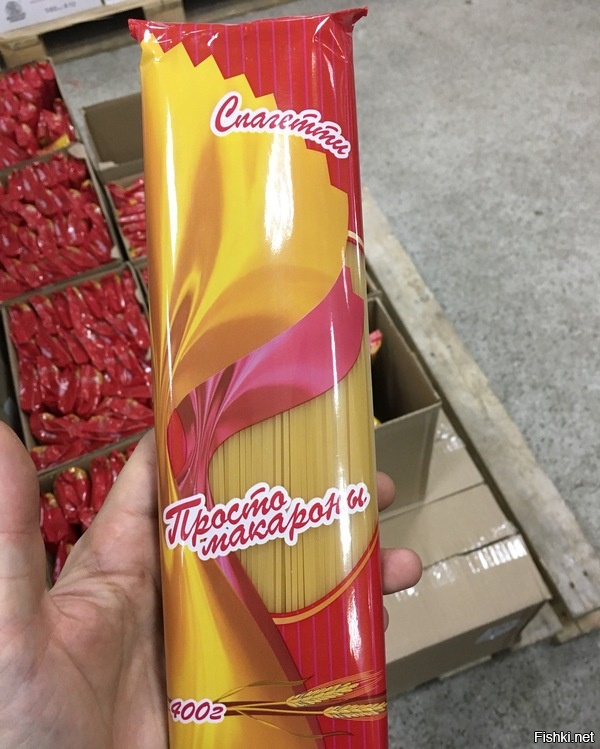 Спагетти
Просто
макароны
400г
Fishki.net